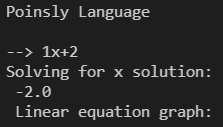 Poinsly Language
--> 1x+2
Solving for x solution:
-2.0
Linear equation graph: